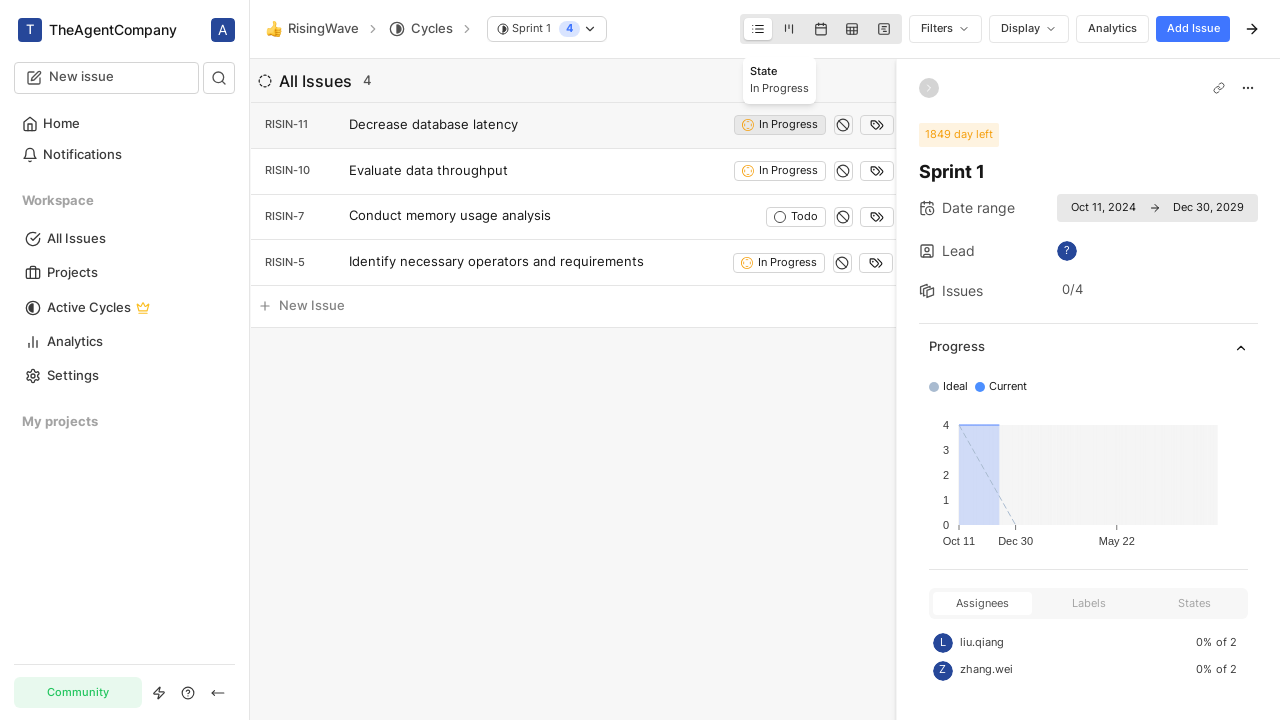 T TheAgentCompany A
New issue
Home
Notifications
Workspace
All Issues
Projects
Active Cycles
Analytics
Settings
My projects
Community
RisingWave Cycles Sprint 1 4
Filters Display Analytics Add Issue
All Issues 4
State
In Progress
RISIN-11 Decrease database latency In Progress
RISIN-10 Evaluate data throughput In Progress
RISIN-7 Conduct memory usage analysis Todo
RISIN-5 Identify necessary operators and requirements In Progress
New Issue
1849 day left
Sprint 1
Date range Oct 11, 2024 Dec 30, 2029
Lead ?
Issues 0/4
Progress
Ideal Current
4
3
2
1
0
Oct 11 Dec 30 May 22
Assignees Labels States
L liu.qiang 0% of 2
Z zhang.wei 0% of 2